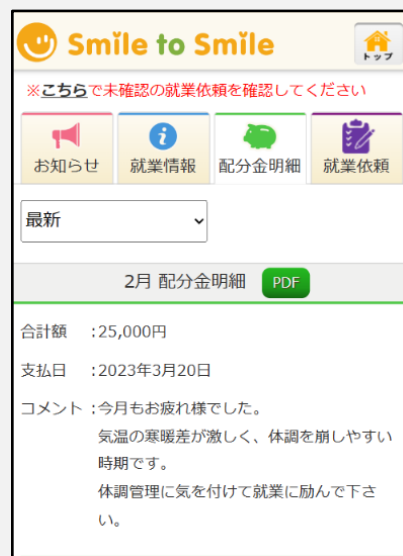 Smile to Smile
トップ
※こちらで未確認の就業依頼を確認してください
お知らせ 就業情報 配分金明細 就業依頼
最新
2月 配分金明細 PDF
合計額 :25,000円
支払日 :2023年3月20日
コメント :今月もお疲れ様でした。
気温の寒暖差が激しく、体調を崩しやすい
時期です。
体調管理に気を付けて就業に励んで下さ
い。